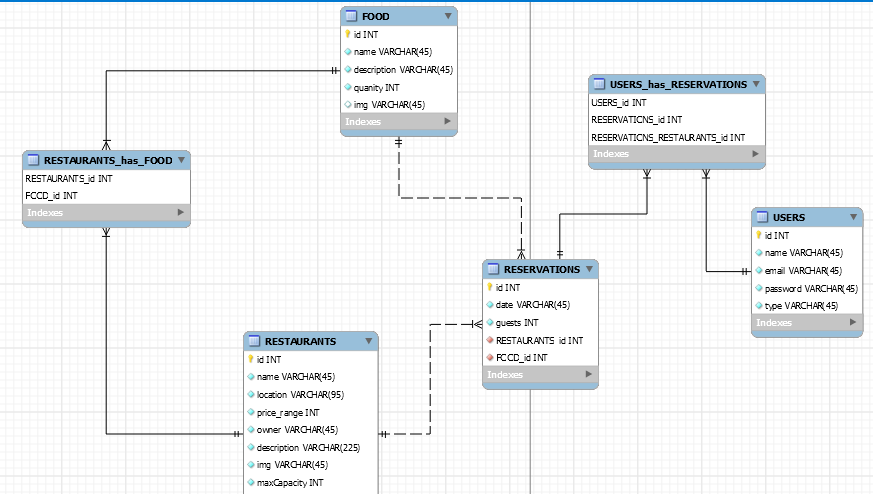 FOOD
id INT
name VARCHAR(45)
description VARCHAR(45)
quanity INT
img VARCHAR(45)
Indexes
USERS_has_RESERVATIONS
USERS_id INT
RESERVATICNS_id INT
RESERVATICNS_RESTAURANTS_id INT
Indexes
RESTAURANTS_has_FOOD
RESTAURANTS_id INT
FCCD_id INT
Indexes
USERS
id INT
name VARCHAR(45)
email VARCHAR(45)
password VARCHAR(45)
type VARCHAR(45)
Indexes
RESERVATIONS
id INT
date VARCHAR(45)
guests INT
RESTAURANTS_id INT
FCCD_id INT
Indexes
RESTAURANTS
id INT
name VARCHAR(45)
location VARCHAR(95)
price_range INT
owner VARCHAR(45)
description VARCHAR(225)
img VARCHAR(45)
maxCapacity INT